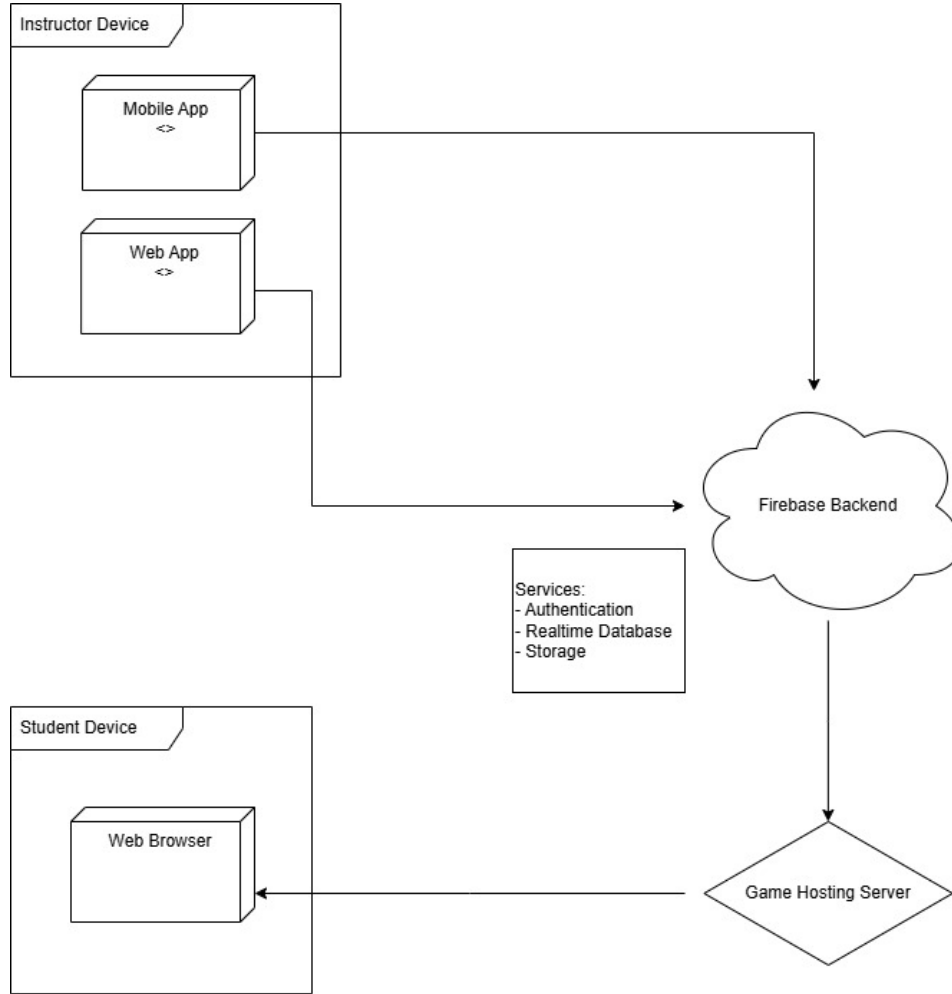 Instructor Device
Mobile App
<>
Web App
<>
Firebase Backend
Services:
- Authentication
- Realtime Database
- Storage
Student Device
Web Browser
Game Hosting Server